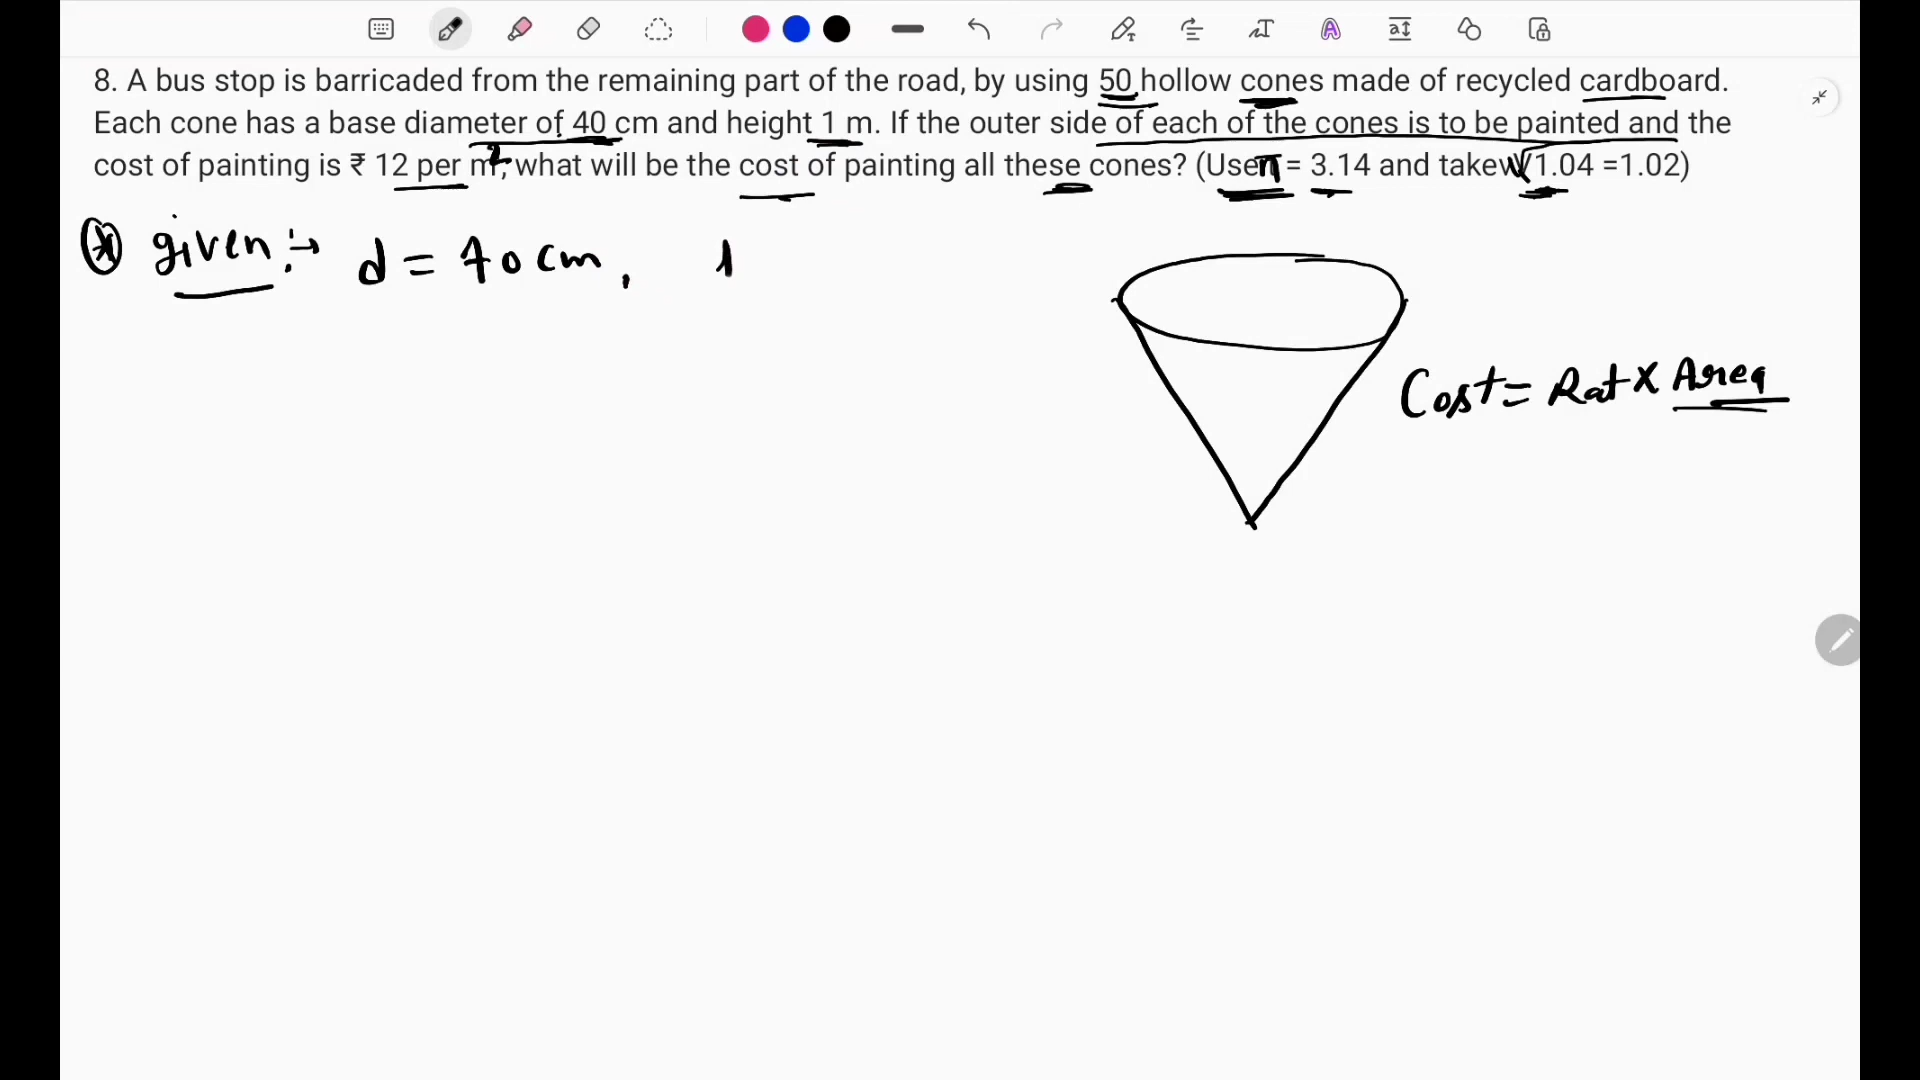 8. A bus stop is barricaded from the remaining part of the road, by using 50 hollow cones made of recycled cardboard.
Each cone has a base diameter of 40 cm and height 1 m. If the outer side of each of the cones is to be painted and the
cost of painting is ₹ 12 per m², what will be the cost of painting all these cones? (Use π = 3.14 and take √1.04 =1.02)
given :→ d = 40 cm,
Cost = Rat × Area